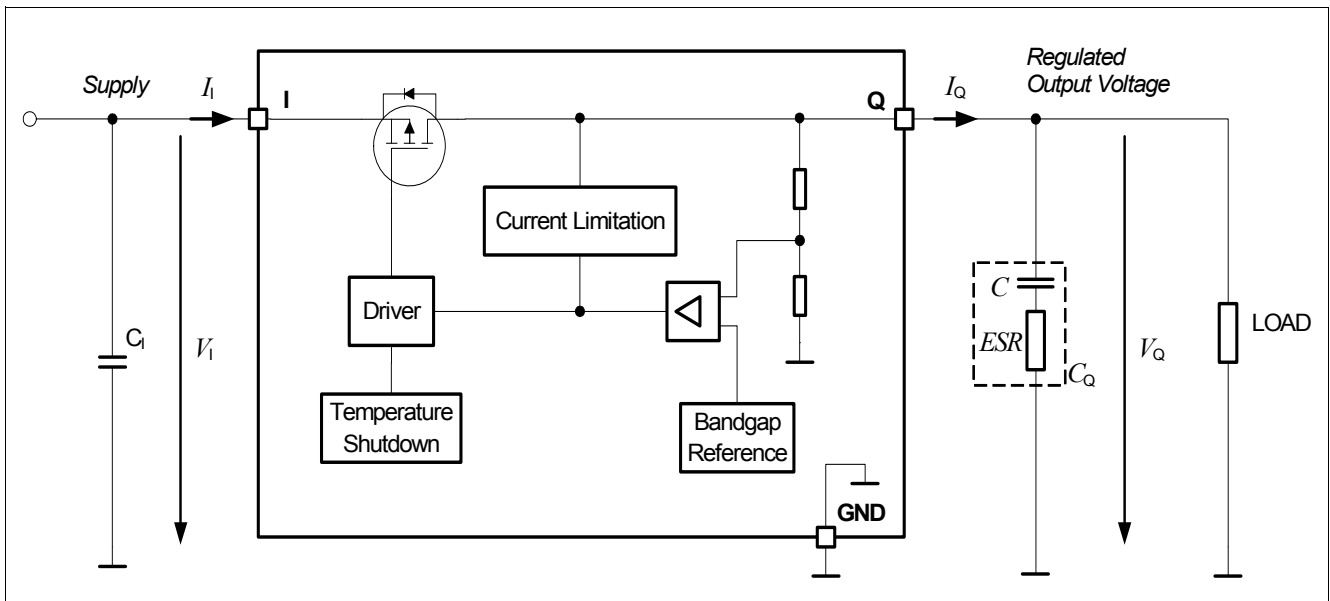 Supply
I_I
I
Q
I_Q
Regulated
Output Voltage
Current Limitation
Driver
Temperature
Shutdown
Bandgap
Reference
GND
C_I
V_I
C
ESR
C_Q
V_Q
LOAD